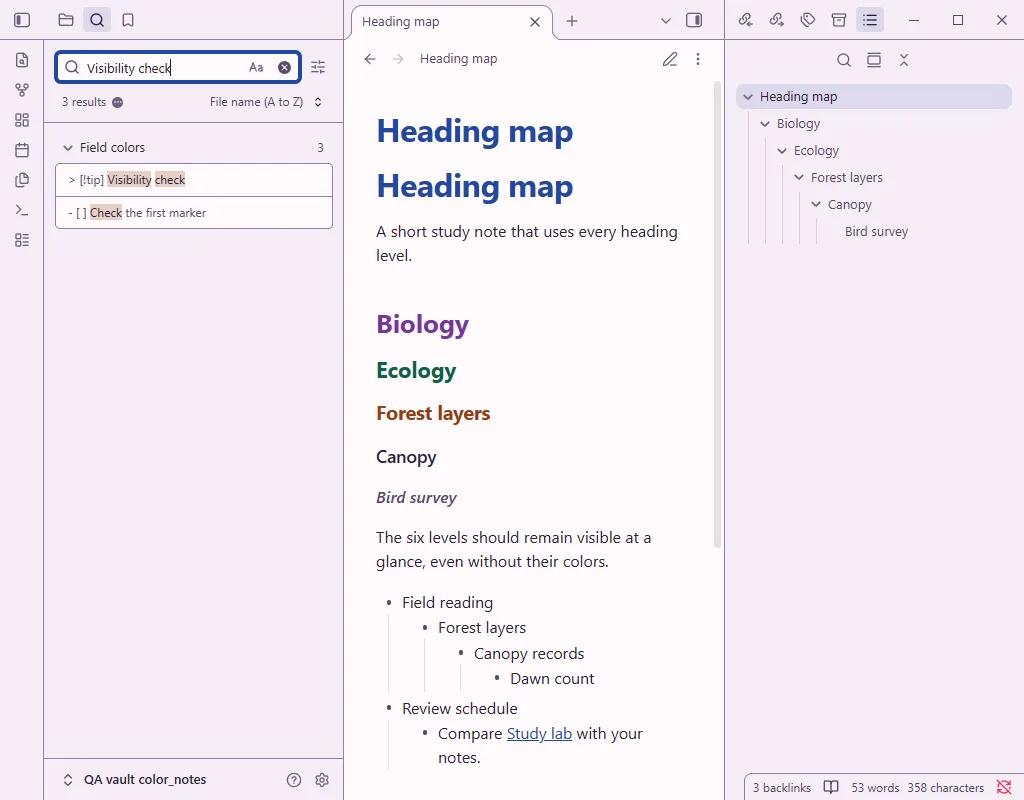 Heading map
Visibility check
Aa
3 results
File name (A to Z)
Field colors
3
> [!tip] Visibility check
- [ ] Check the first marker
QA vault color_notes
Heading map
Heading map
Heading map
A short study note that uses every heading
level.
Biology
Ecology
Forest layers
Canopy
Bird survey
The six levels should remain visible at a
glance, even without their colors.
• Field reading
• Forest layers
• Canopy records
• Dawn count
• Review schedule
• Compare Study lab with your
notes.
Heading map
Biology
Ecology
Forest layers
Canopy
Bird survey
3 backlinks
53 words
358 characters